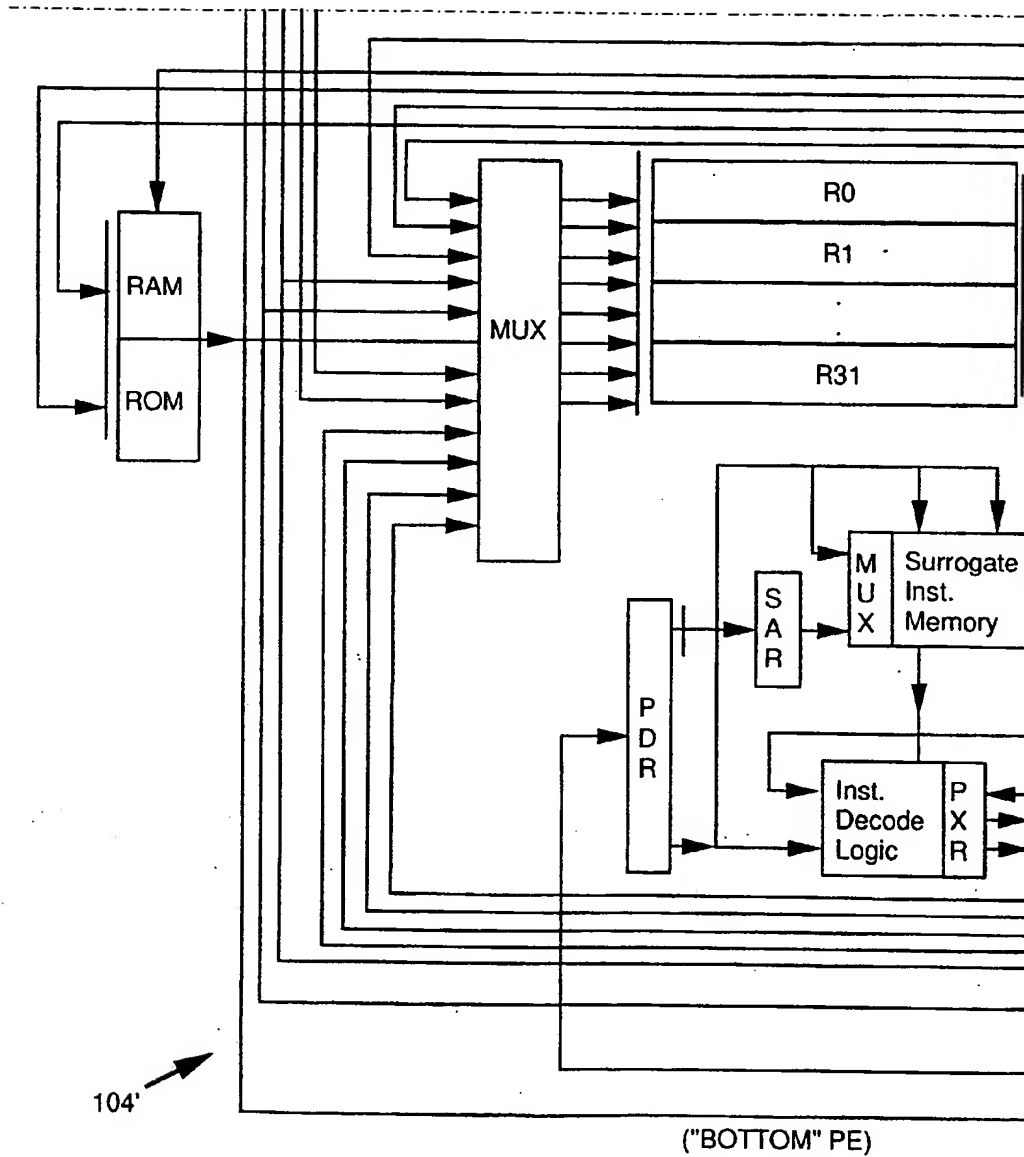 R0
R1
R31
RAM
ROM
MUX
M
U
X
Surrogate
Inst.
Memory
S
A
R
P
D
R
Inst.
Decode
Logic
P
X
R
104'
("BOTTOM" PE)